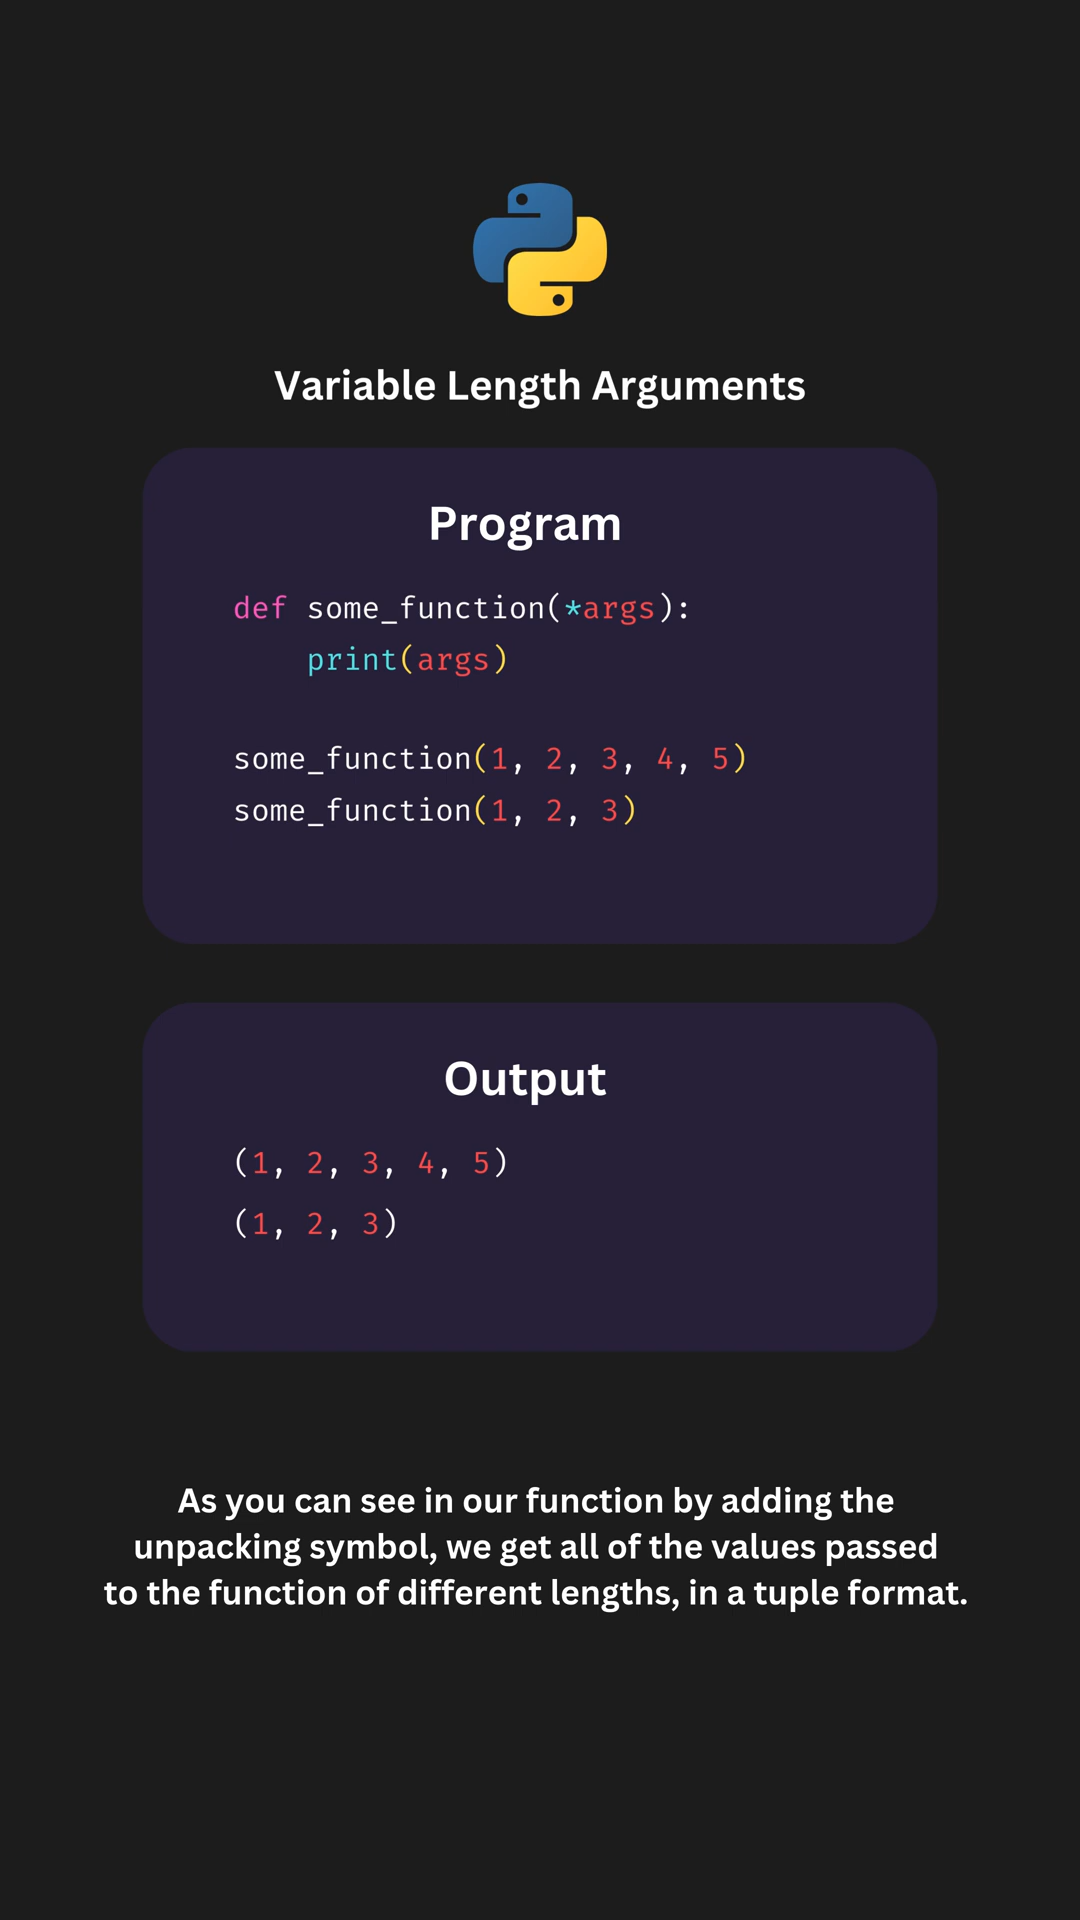 Variable Length Arguments
Program
def some_function(*args):
    print(args)
some_function(1, 2, 3, 4, 5)
some_function(1, 2, 3)
Output
(1, 2, 3, 4, 5)
(1, 2, 3)
As you can see in our function by adding the
unpacking symbol, we get all of the values passed
to the function of different lengths, in a tuple format.